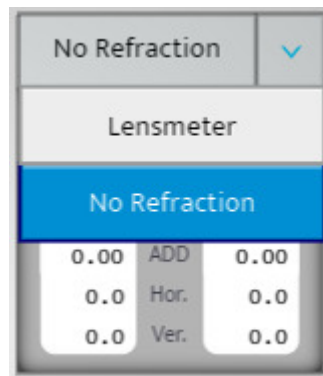 No Refraction
Lensmeter
No Refraction
0.00 ADD 0.00
0.0 Hor. 0.0
0.0 Ver. 0.0